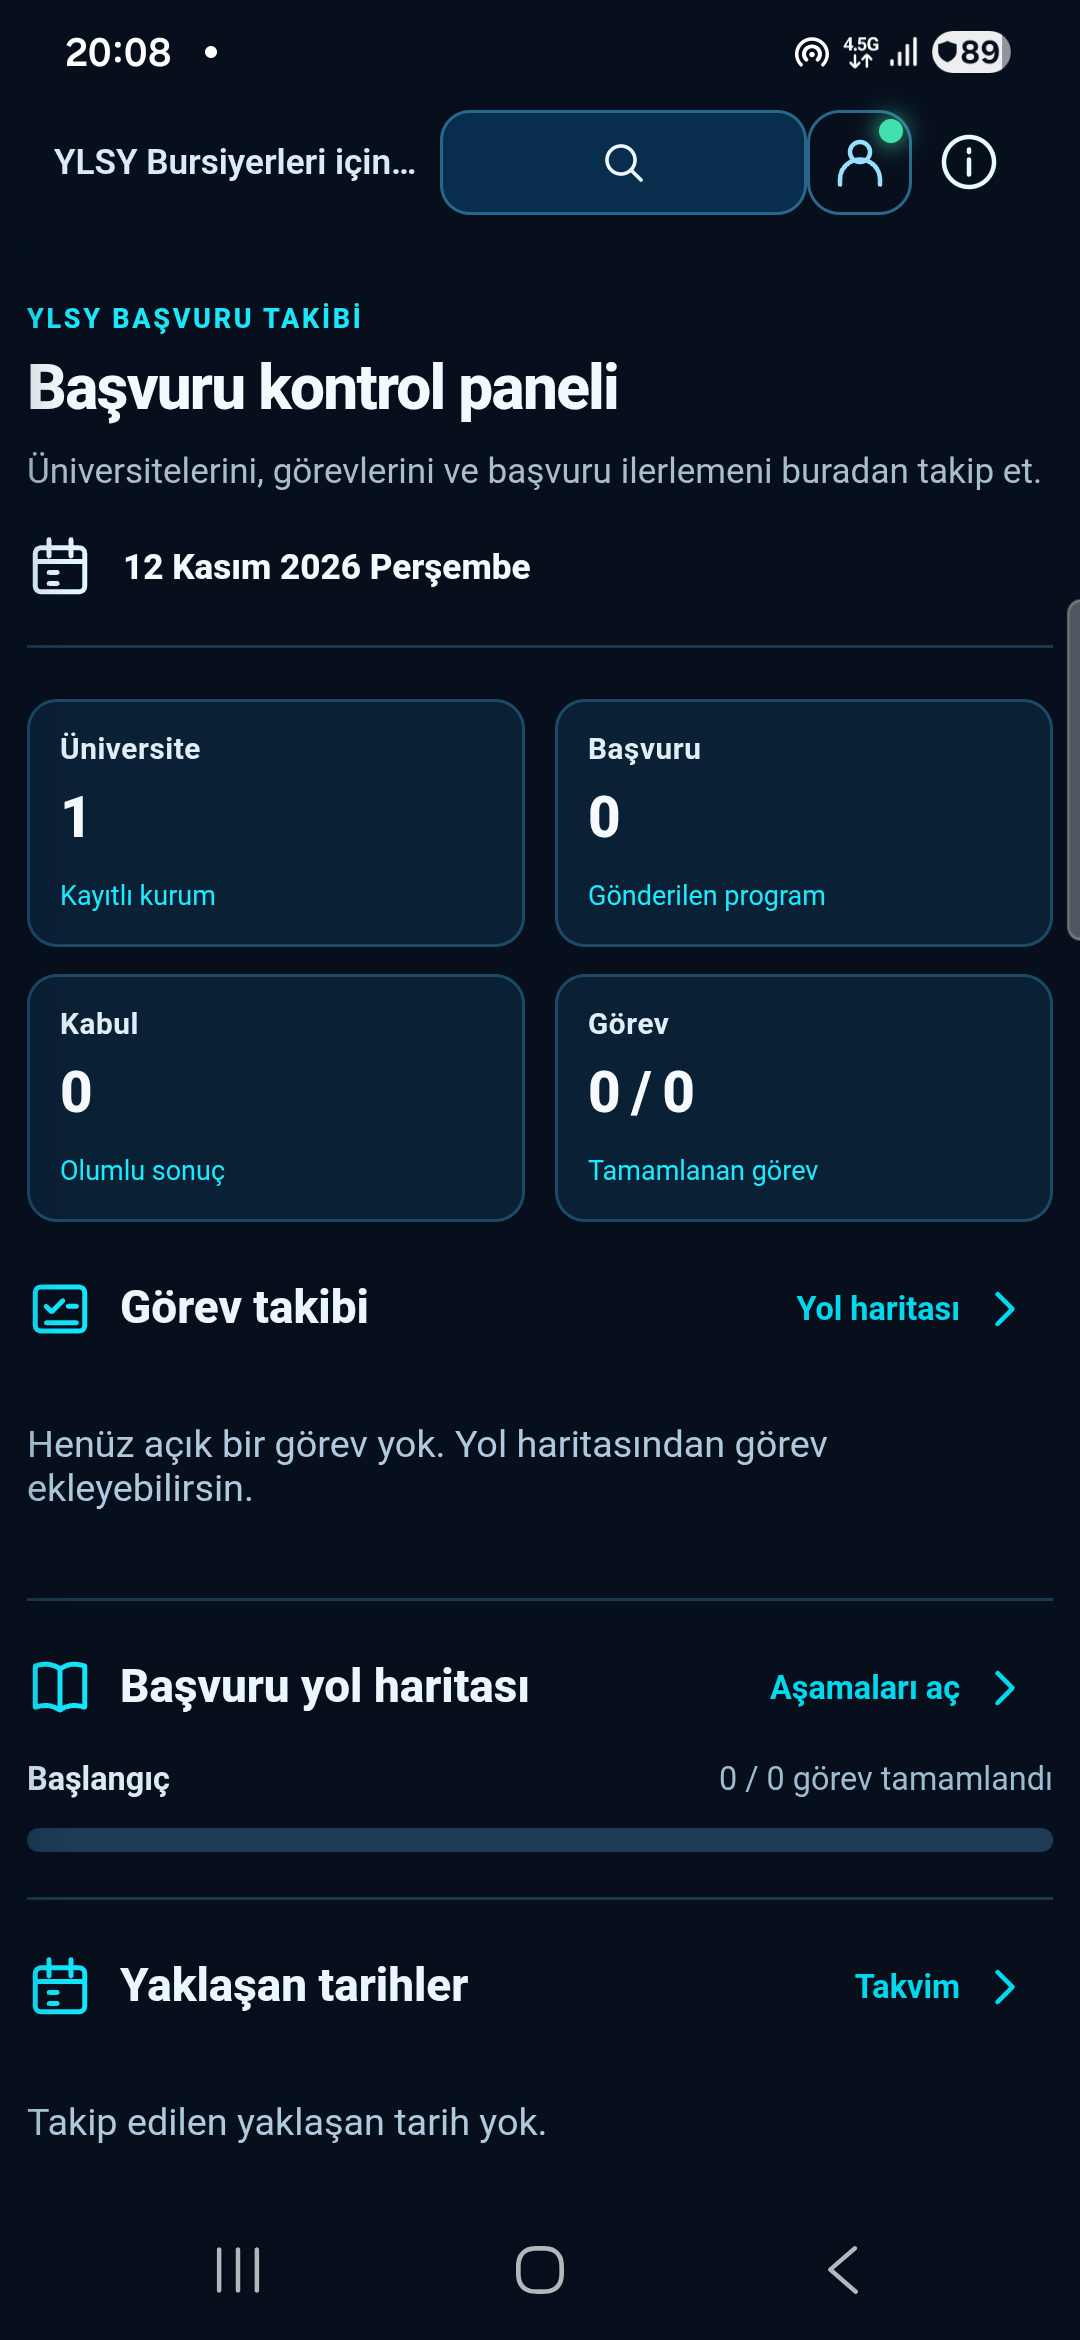 20:08
4.5G
89
YLSY Bursiyerleri için...
YLSY BAŞVURU TAKİBİ
Başvuru kontrol paneli
Üniversitelerini, görevlerini ve başvuru ilerlemeni buradan takip et.
12 Kasım 2026 Perşembe
Üniversite
1
Kayıtlı kurum
Başvuru
0
Gönderilen program
Kabul
0
Olumlu sonuç
Görev
0 / 0
Tamamlanan görev
Görev takibi
Yol haritası
Henüz açık bir görev yok. Yol haritasından görev
ekleyebilirsin.
Başvuru yol haritası
Aşamaları aç
Başlangıç
0 / 0 görev tamamlandı
Yaklaşan tarihler
Takvim
Takip edilen yaklaşan tarih yok.